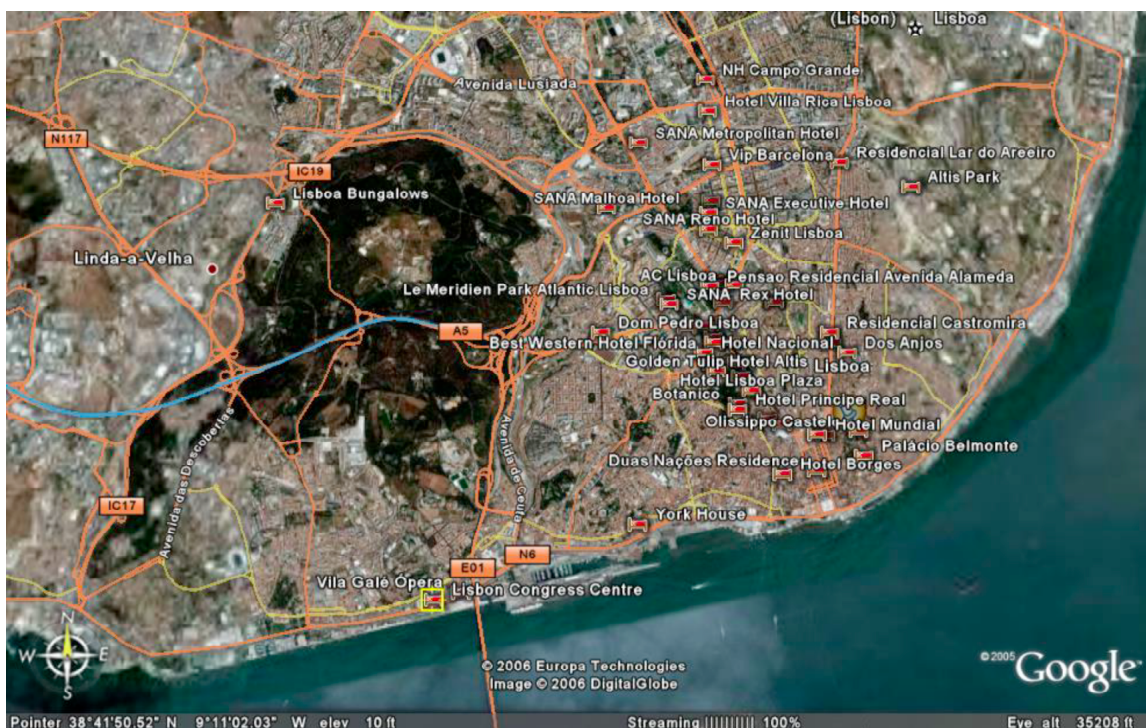 (Lisbon) Lisboa
NH Campo Grande
Avenida Lusiada
Hotel Villa Rica Lisboa
N117
SANA Metropolitan Hotel
Vip Barcelona
Residencial Lar do Areeiro
IC19
Altis Park
Lisboa Bungalows
SANA Malhoa Hotel
SANA Executive Hotel
SANA Reno Hotel
Zenit Lisboa
Linda-a-Velha
AC Lisboa
Pensao Residencial Avenida Alameda
Le Meridien Park Atlantic Lisboa
SANA Rex Hotel
A5
Dom Pedro Lisboa
Residencial Castromira
Best Western Hotel Flórida
Hotel Nacional
Dos Anjos
Golden Tulip Hotel Altis
Lisboa
Hotel Lisboa Plaza
Botanico
Hotel Principe Real
Olissippo Castel
Hotel Mundial
Avenida das Descobertas
Avenida de Ceuta
Palácio Belmonte
Duas Nações Residence
Hotel Borges
IC17
York House
N6
E01
Vila Galé Ópera
Lisbon Congress Centre
N
W E
S
© 2006 Europa Technologies
Image © 2006 DigitalGlobe
©2005 Google
Pointer 38°41'50.52" N 9°11'02.03" W elev 10 ft Streaming |||||||||| 100% Eye alt 35208 ft